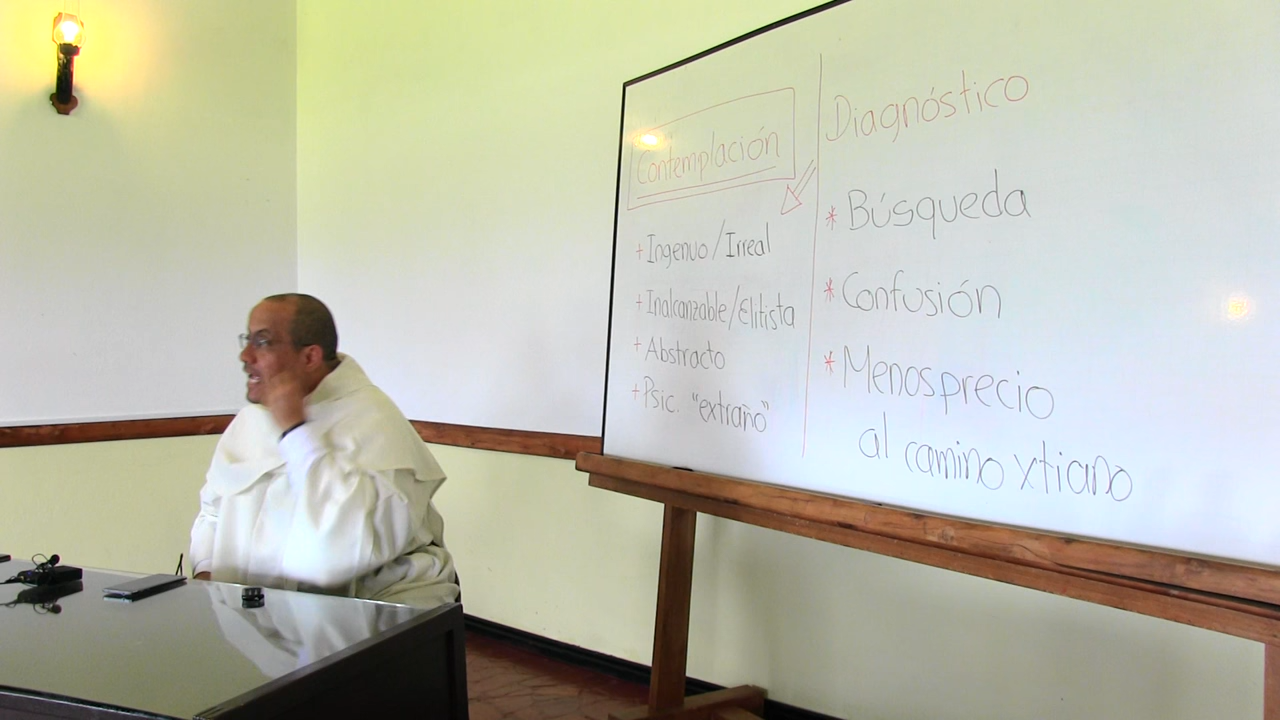 Contemplación
+ Ingenuo/Irreal
+ Inalcanzable/Elitista
+ Abstracto
+ Psic. "extraño"
Diagnóstico
* Búsqueda
* Confusión
* Menosprecio
al camino xtiano